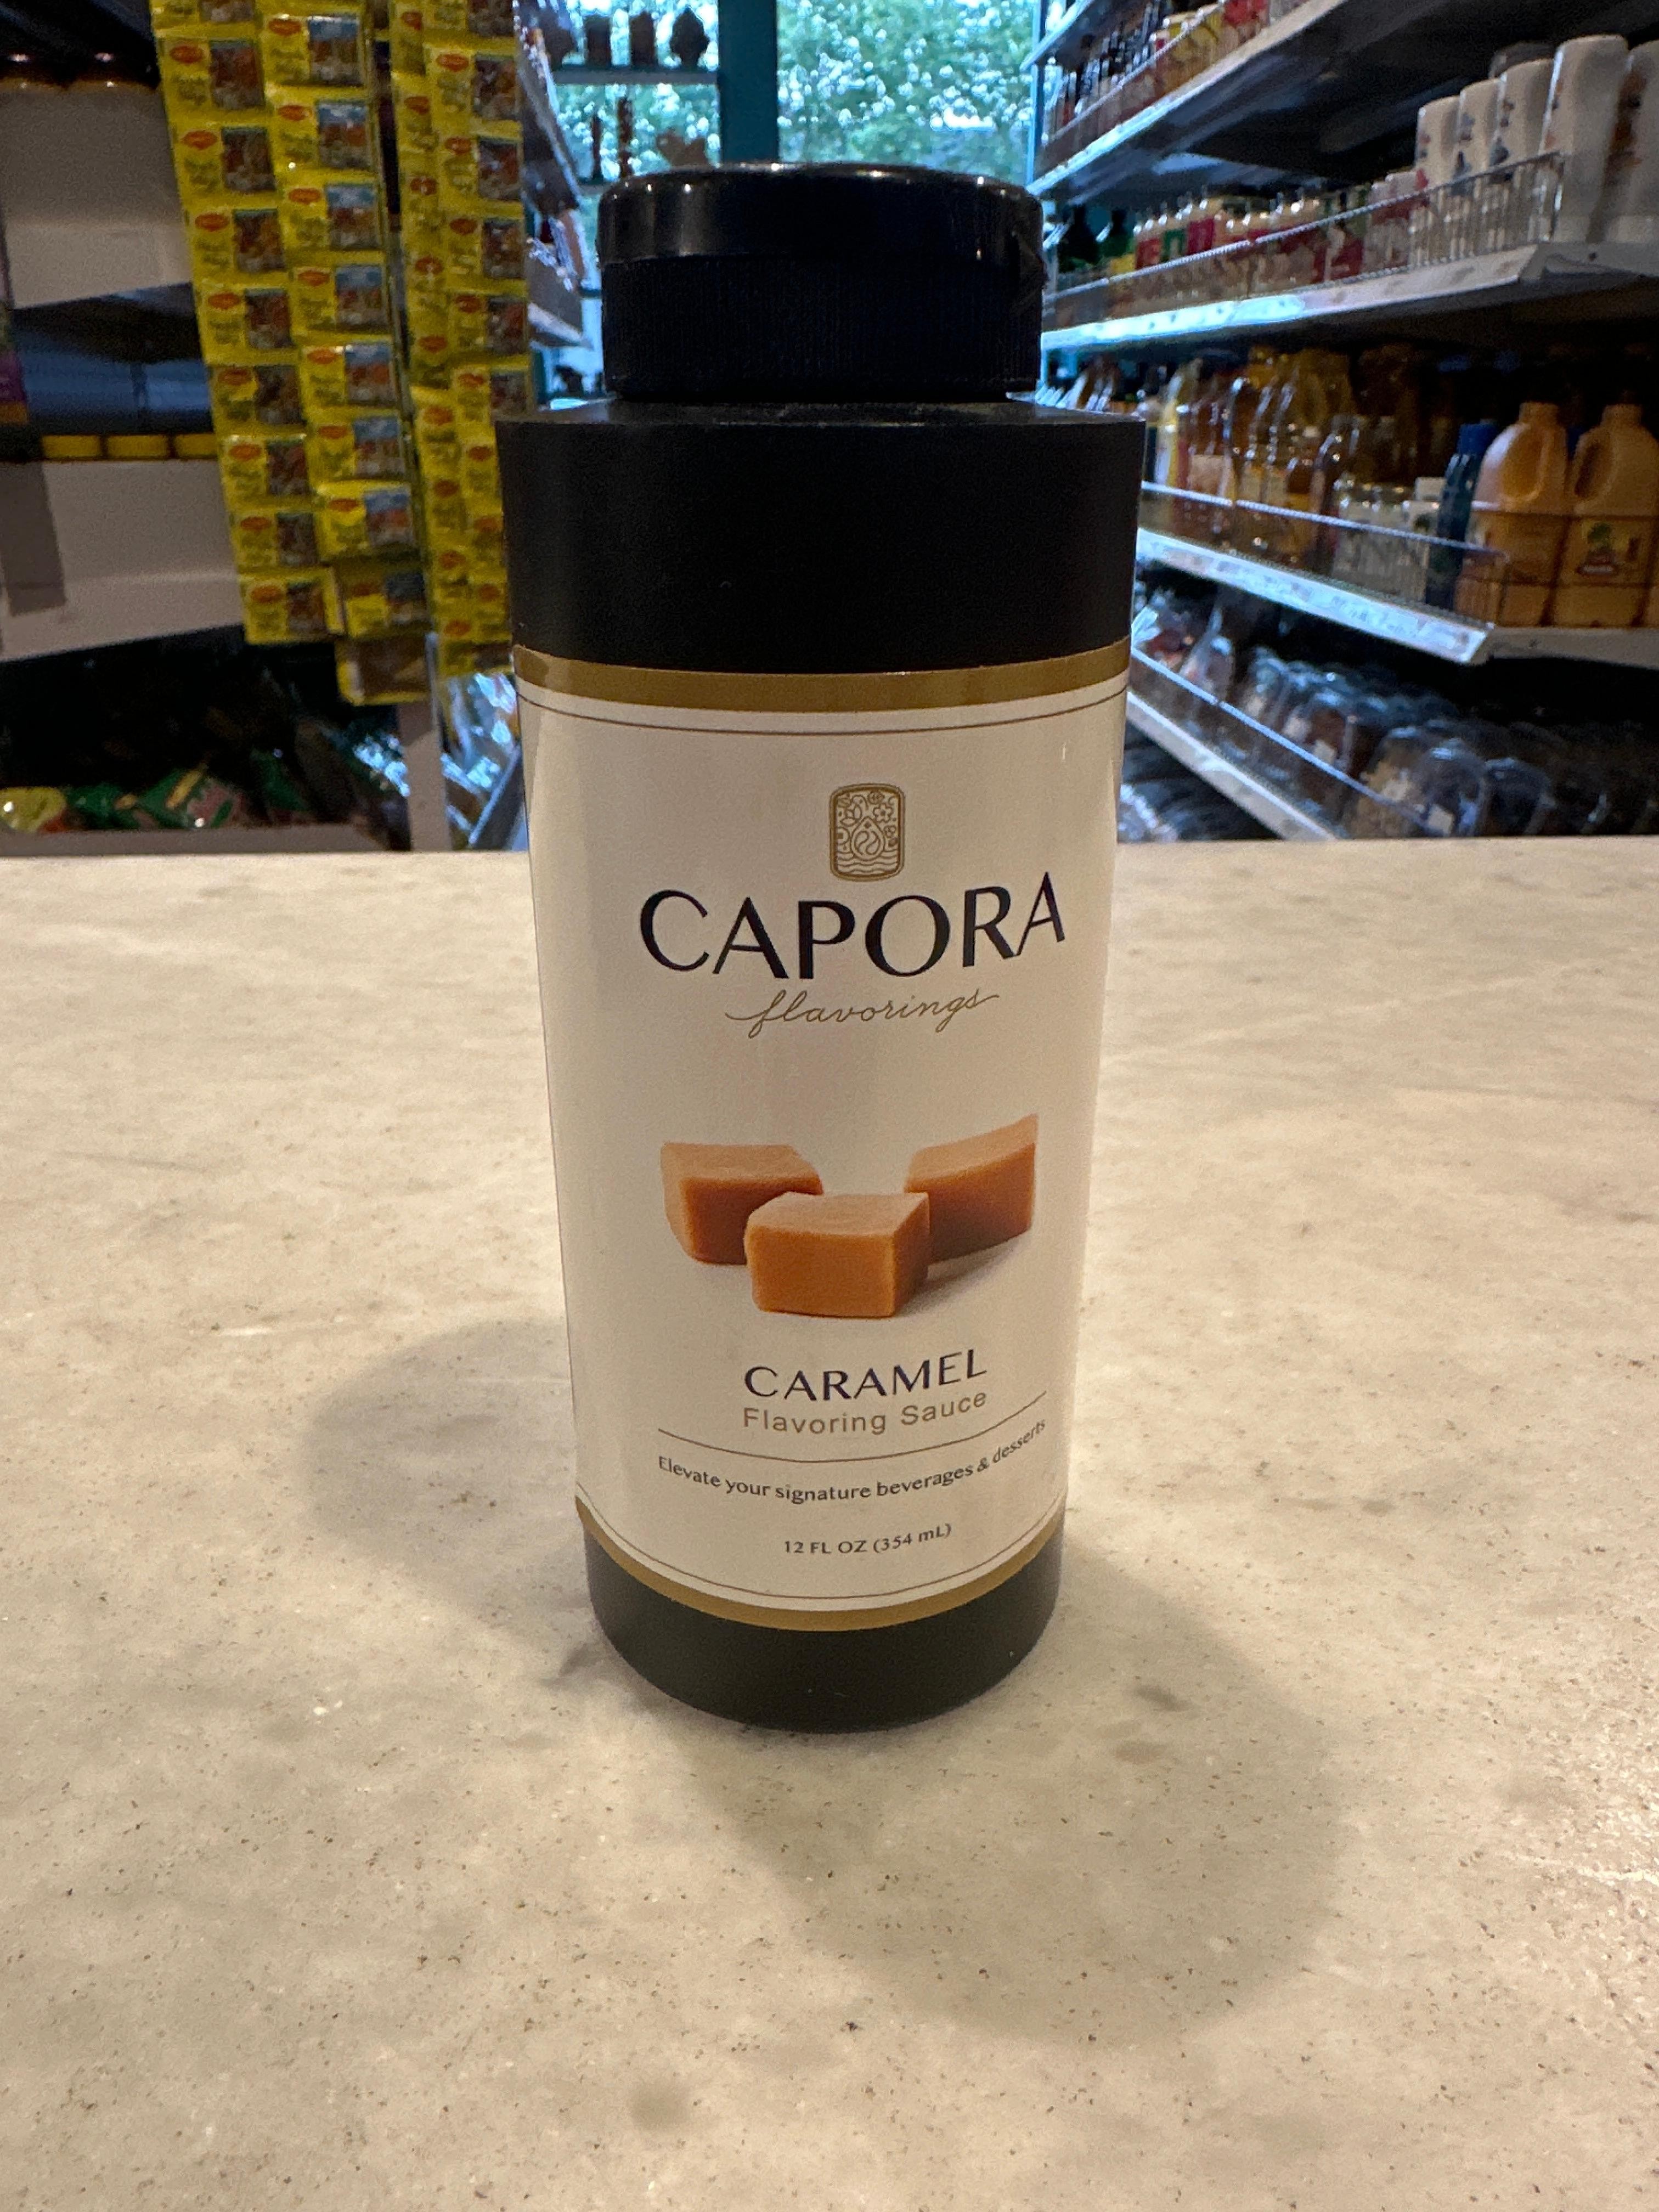 CAPORA
flavorings
CARAMEL
Flavoring Sauce
Elevate your signature beverages & desserts
12 FL OZ (354 mL)